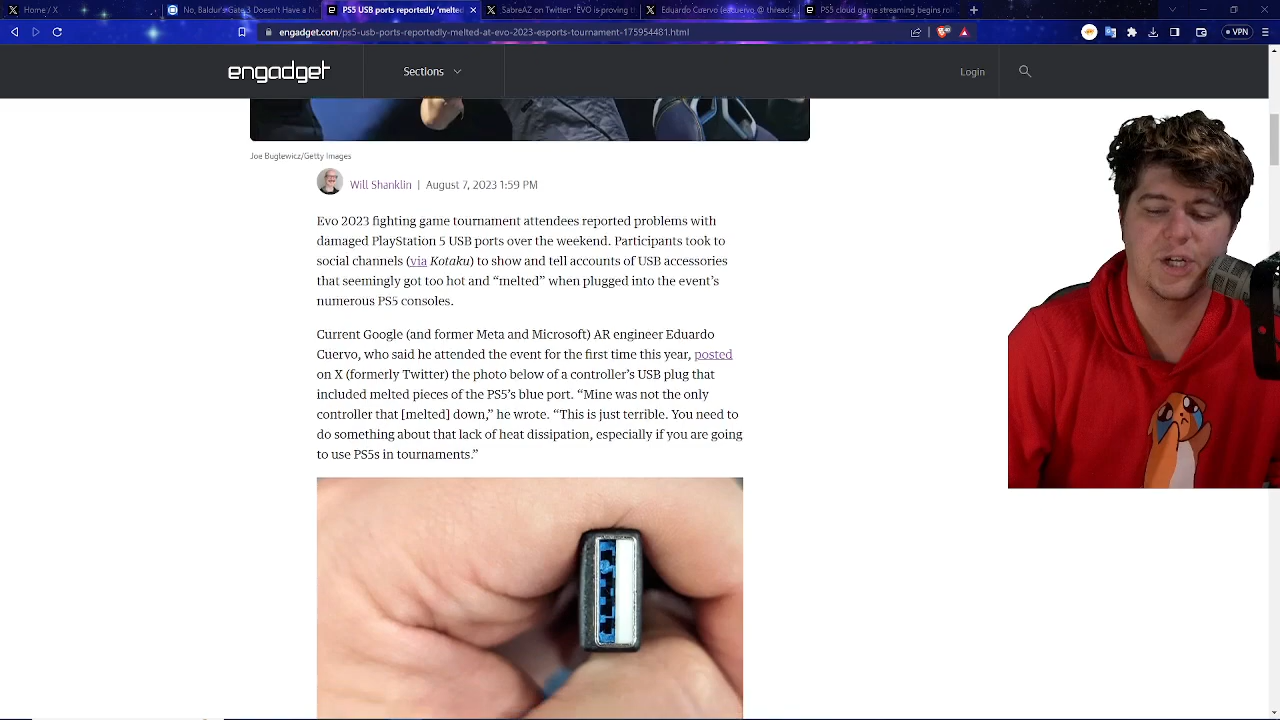 Home / X
No, Baldur's Gate 3 Doesn't Have a Ne
PS5 USB ports reportedly 'melted
SabreAZ on Twitter: "EVO is proving t
Eduardo Cuervo (ecuervo_@ threads)
PS5 cloud game streaming begins roll
engadget.com/ps5-usb-ports-reportedly-melted-at-evo-2023-esports-tournament-175954481.html
VPN
engadget
Sections
Login
Joe Buglewicz/Getty Images
Will Shanklin | August 7, 2023 1:59 PM
Evo 2023 fighting game tournament attendees reported problems with
damaged PlayStation 5 USB ports over the weekend. Participants took to
social channels (via Kotaku) to show and tell accounts of USB accessories
that seemingly got too hot and “melted” when plugged into the event’s
numerous PS5 consoles.
Current Google (and former Meta and Microsoft) AR engineer Eduardo
Cuervo, who said he attended the event for the first time this year, posted
on X (formerly Twitter) the photo below of a controller’s USB plug that
included melted pieces of the PS5’s blue port. “Mine was not the only
controller that [melted] down,” he wrote. “This is just terrible. You need to
do something about that lack of heat dissipation, especially if you are going
to use PS5s in tournaments.”